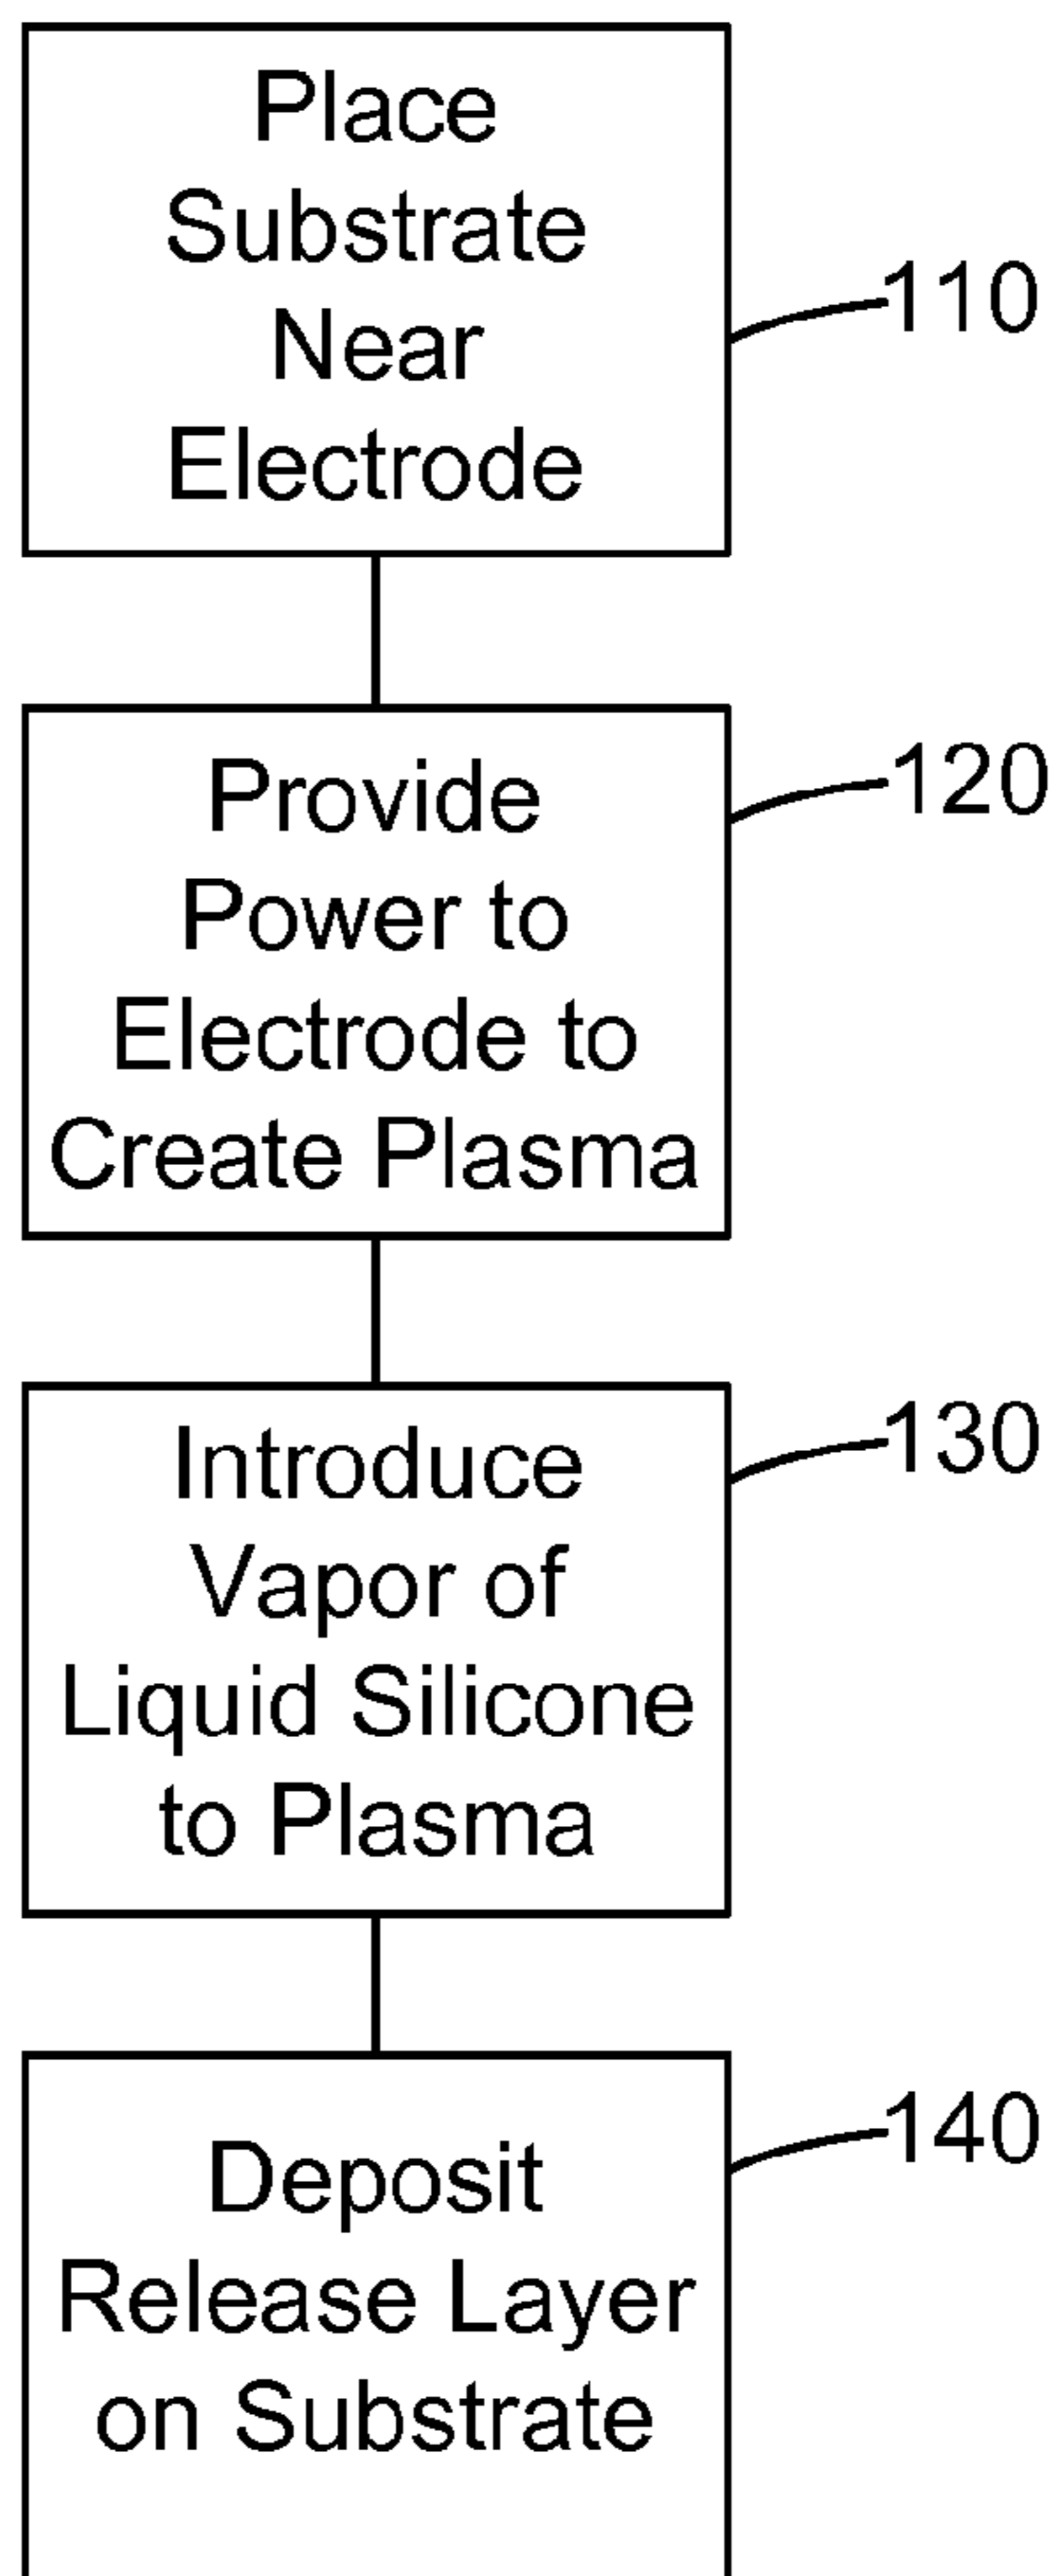 Place
Substrate
Near
Electrode
110
Provide
Power to
Electrode to
Create Plasma
120
Introduce
Vapor of
Liquid Silicone
to Plasma
130
Deposit
Release Layer
on Substrate
140